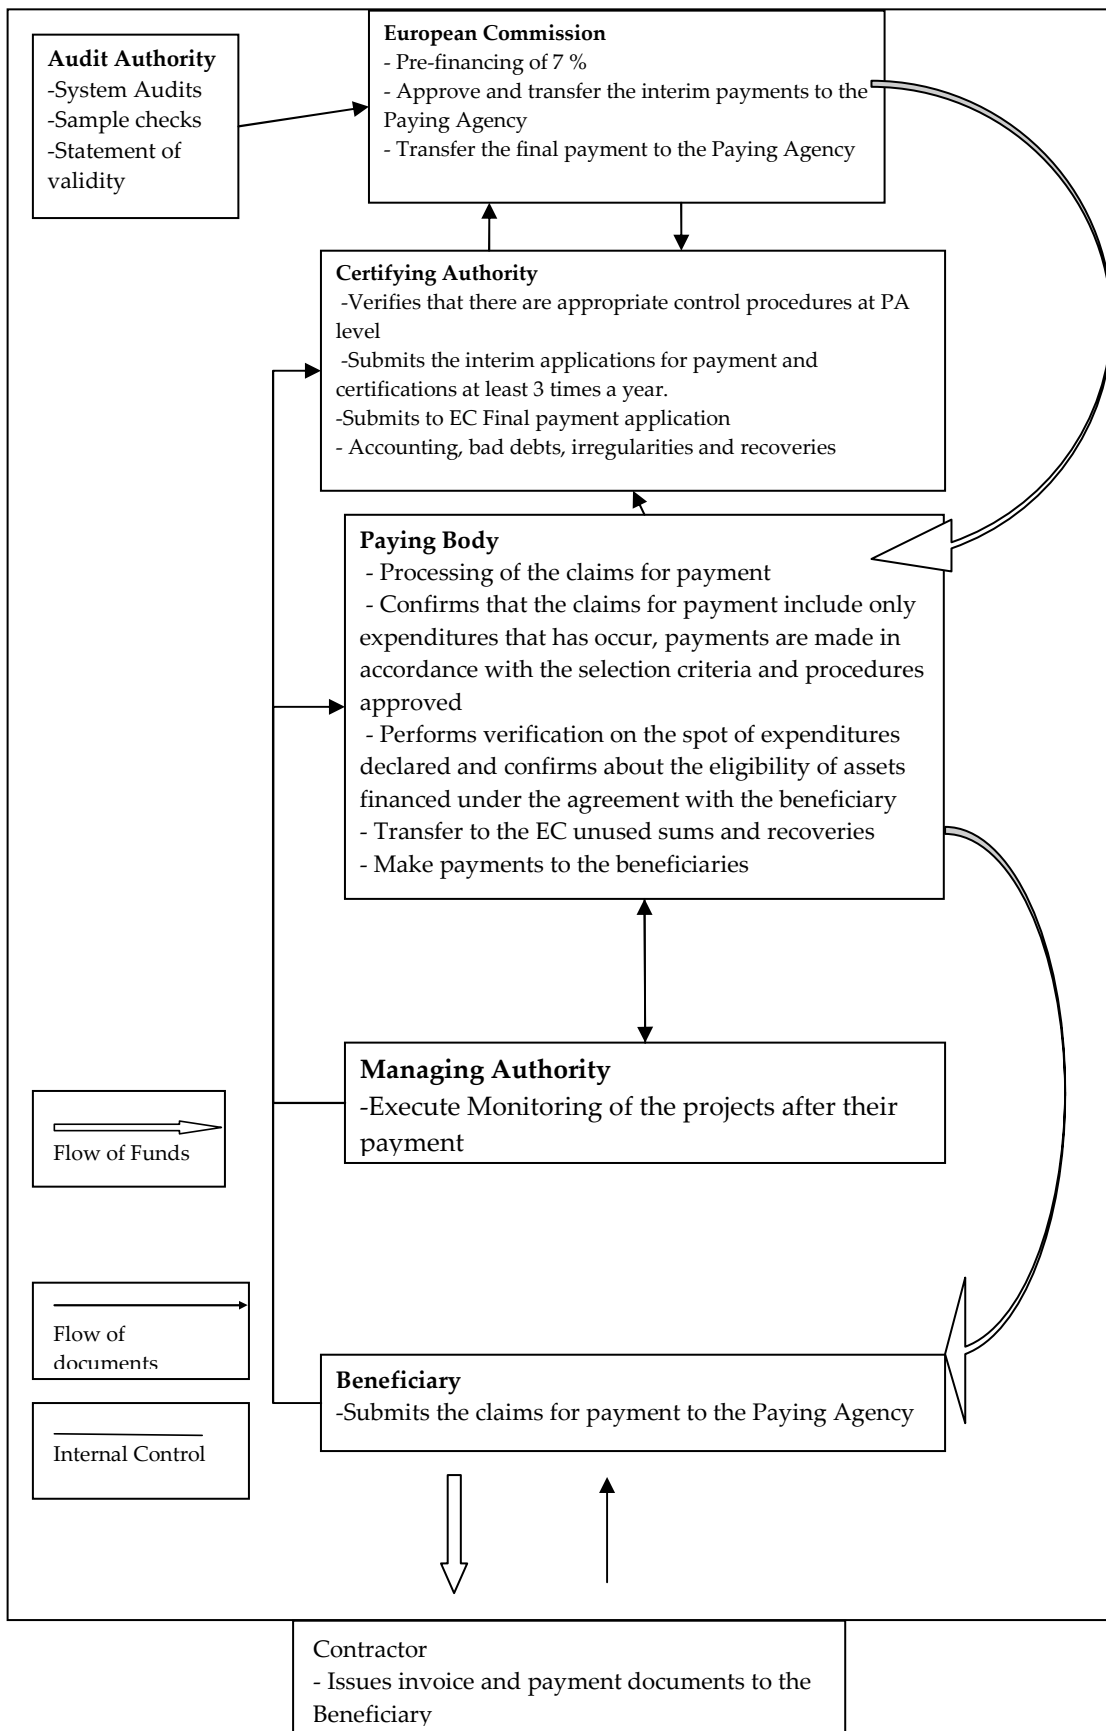 Audit Authority
-System Audits
-Sample checks
-Statement of
validity
European Commission
- Pre-financing of 7 %
- Approve and transfer the interim payments to the
Paying Agency
- Transfer the final payment to the Paying Agency
Certifying Authority
-Verifies that there are appropriate control procedures at PA
level
-Submits the interim applications for payment and
certifications at least 3 times a year.
-Submits to EC Final payment application
- Accounting, bad debts, irregularities and recoveries
Paying Body
- Processing of the claims for payment
- Confirms that the claims for payment include only
expenditures that has occur, payments are made in
accordance with the selection criteria and procedures
approved
- Performs verification on the spot of expenditures
declared and confirms about the eligibility of assets
financed under the agreement with the beneficiary
- Transfer to the EC unused sums and recoveries
- Make payments to the beneficiaries
Managing Authority
-Execute Monitoring of the projects after their
payment
Flow of Funds
Flow of
documents
Internal Control
Beneficiary
-Submits the claims for payment to the Paying Agency
Contractor
- Issues invoice and payment documents to the
Beneficiary